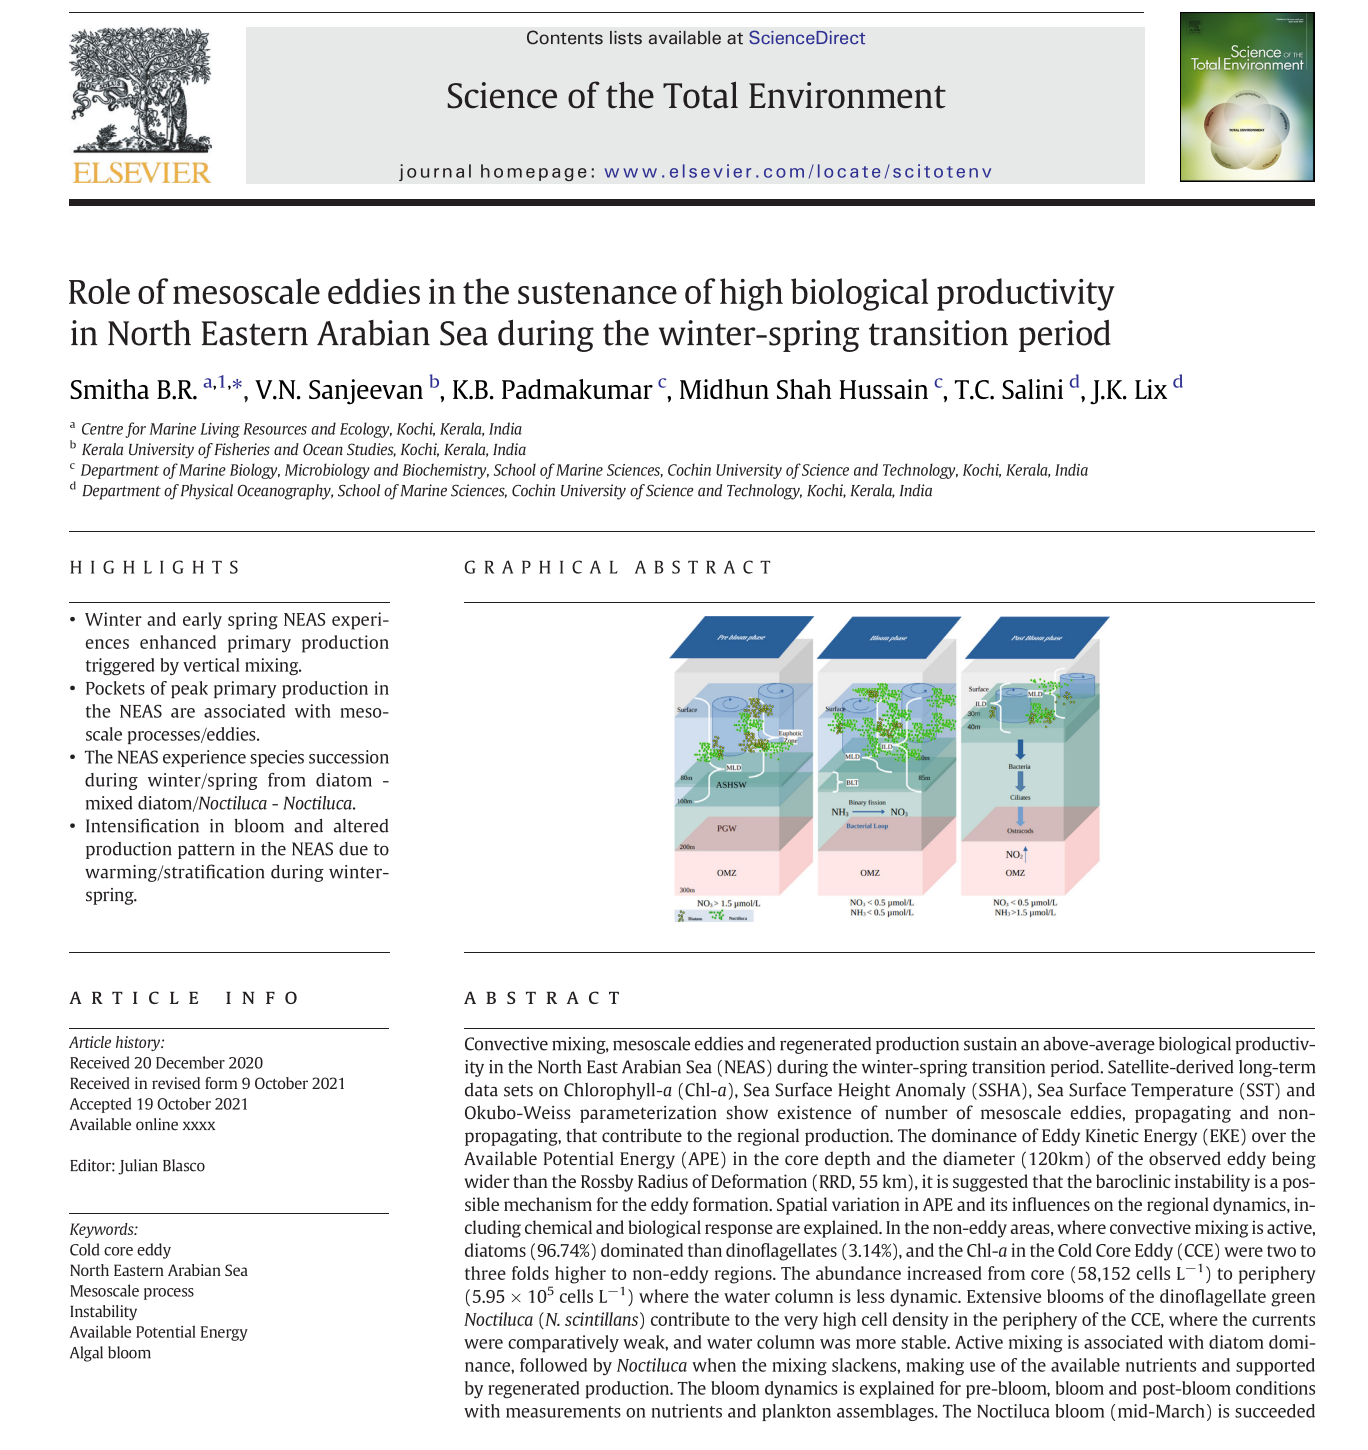 Contents lists available at ScienceDirect
Science of the Total Environment
journal homepage: www.elsevier.com/locate/scitotenv
ELSEVIER
Science OF THE
Total Environment
TOTAL ENVIRONMENT
Role of mesoscale eddies in the sustenance of high biological productivity
in North Eastern Arabian Sea during the winter-spring transition period
Smitha B.R. a,1,*, V.N. Sanjeevan b, K.B. Padmakumar c, Midhun Shah Hussain c, T.C. Salini d, J.K. Lix d
a Centre for Marine Living Resources and Ecology, Kochi, Kerala, India
b Kerala University of Fisheries and Ocean Studies, Kochi, Kerala, India
c Department of Marine Biology, Microbiology and Biochemistry, School of Marine Sciences, Cochin University of Science and Technology, Kochi, Kerala, India
d Department of Physical Oceanography, School of Marine Sciences, Cochin University of Science and Technology, Kochi, Kerala, India
HIGHLIGHTS
• Winter and early spring NEAS experi-
ences enhanced primary production
triggered by vertical mixing.
• Pockets of peak primary production in
the NEAS are associated with meso-
scale processes/eddies.
• The NEAS experience species succession
during winter/spring from diatom -
mixed diatom/Noctiluca - Noctiluca.
• Intensification in bloom and altered
production pattern in the NEAS due to
warming/stratification during winter-
spring.
GRAPHICAL ABSTRACT
Pre bloom phase
Surface
Euphotic
Zone
MLD
80m
ASHSW
100m
PGW
200m
OMZ
300m
NO3 > 1.5 μmol/L
Diatom
Noctiluca
Bloom phase
Surface
ILD
MLD
85m
BLT
Binary fission
NH3 NO3
Bacterial Loop
OMZ
NO3 < 0.5 μmol/L
NH3 < 0.5 μmol/L
Post Bloom phase
Surface
MLD
ILD
30m
40m
Bacteria
Ciliates
Ostracods
NO2
OMZ
NO3 < 0.5 μmol/L
NH3 >1.5 μmol/L
ARTICLE INFO
Article history:
Received 20 December 2020
Received in revised form 9 October 2021
Accepted 19 October 2021
Available online xxxx
Editor: Julian Blasco
Keywords:
Cold core eddy
North Eastern Arabian Sea
Mesoscale process
Instability
Available Potential Energy
Algal bloom
ABSTRACT
Convective mixing, mesoscale eddies and regenerated production sustain an above-average biological productiv-
ity in the North East Arabian Sea (NEAS) during the winter-spring transition period. Satellite-derived long-term
data sets on Chlorophyll-a (Chl-a), Sea Surface Height Anomaly (SSHA), Sea Surface Temperature (SST) and
Okubo-Weiss parameterization show existence of number of mesoscale eddies, propagating and non-
propagating, that contribute to the regional production. The dominance of Eddy Kinetic Energy (EKE) over the
Available Potential Energy (APE) in the core depth and the diameter (120km) of the observed eddy being
wider than the Rossby Radius of Deformation (RRD, 55 km), it is suggested that the baroclinic instability is a pos-
sible mechanism for the eddy formation. Spatial variation in APE and its influences on the regional dynamics, in-
cluding chemical and biological response are explained. In the non-eddy areas, where convective mixing is active,
diatoms (96.74%) dominated than dinoflagellates (3.14%), and the Chl-a in the Cold Core Eddy (CCE) were two to
three folds higher to non-eddy regions. The abundance increased from core (58,152 cells L−1) to periphery
(5.95 × 10^5 cells L−1) where the water column is less dynamic. Extensive blooms of the dinoflagellate green
Noctiluca (N. scintillans) contribute to the very high cell density in the periphery of the CCE, where the currents
were comparatively weak, and water column was more stable. Active mixing is associated with diatom domi-
nance, followed by Noctiluca when the mixing slackens, making use of the available nutrients and supported
by regenerated production. The bloom dynamics is explained for pre-bloom, bloom and post-bloom conditions
with measurements on nutrients and plankton assemblages. The Noctiluca bloom (mid-March) is succeeded